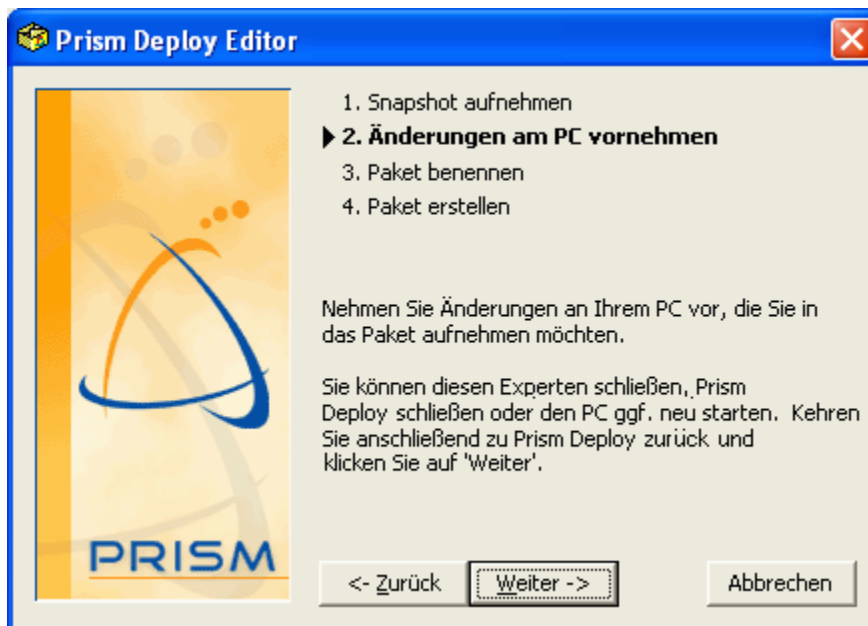 Prism Deploy Editor
1. Snapshot aufnehmen
2. Änderungen am PC vornehmen
3. Paket benennen
4. Paket erstellen
Nehmen Sie Änderungen an Ihrem PC vor, die Sie in
das Paket aufnehmen möchten.
Sie können diesen Experten schließen, Prism
Deploy schließen oder den PC ggf. neu starten. Kehren
Sie anschließend zu Prism Deploy zurück und
klicken Sie auf 'Weiter'.
PRISM
<- Zurück Weiter -> Abbrechen